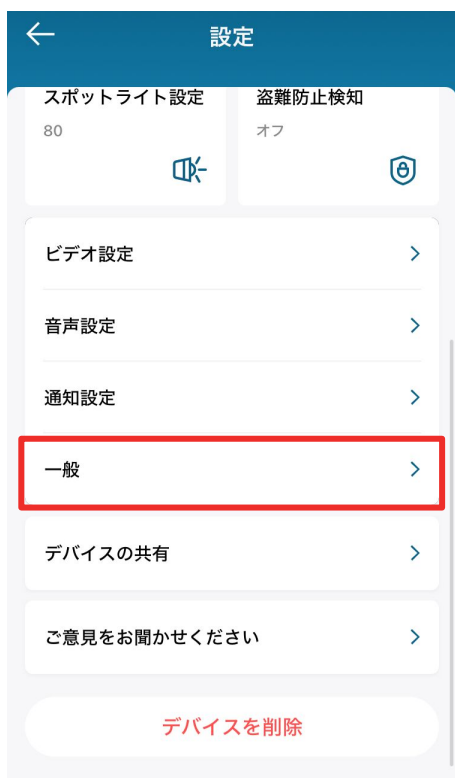 設定
スポットライト設定
80
盗難防止検知
オフ
ビデオ設定
音声設定
通知設定
一般
デバイスの共有
ご意見をお聞かせください
デバイスを削除